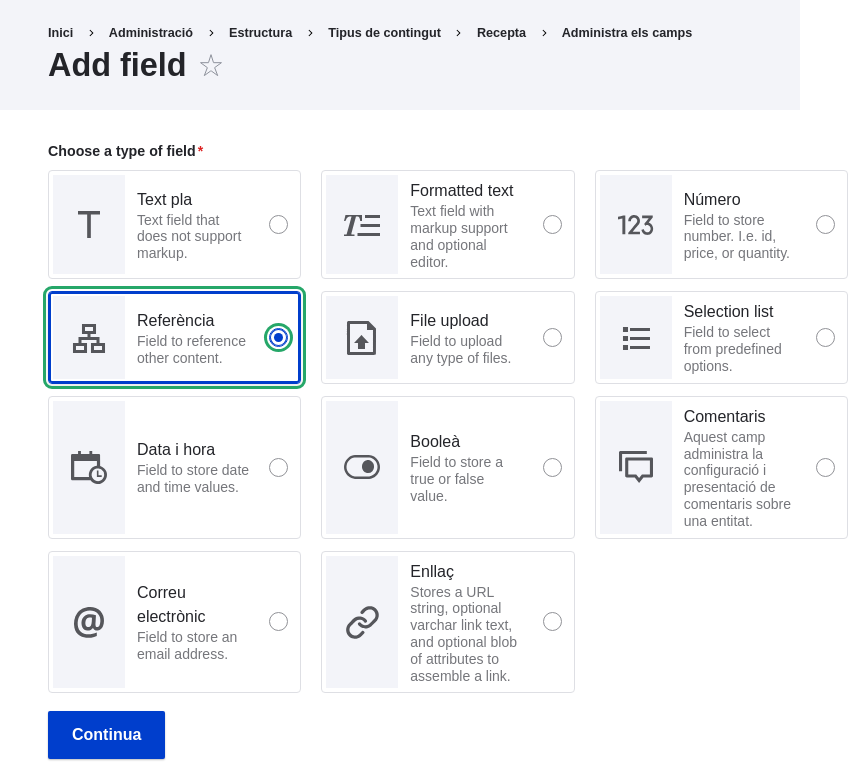 Inici > Administració > Estructura > Tipus de contingut > Recepta > Administra els camps
Add field
Choose a type of field*
Text pla
Text field that
does not support
markup.
Formatted text
Text field with
markup support
and optional
editor.
123
Número
Field to store
number. I.e. id,
price, or quantity.
Referència
Field to reference
other content.
File upload
Field to upload
any type of files.
Selection list
Field to select
from predefined
options.
Data i hora
Field to store date
and time values.
Booleà
Field to store a
true or false
value.
Comentaris
Aquest camp
administra la
configuració i
presentació de
comentaris sobre
una entitat.
@
Correu
electrònic
Field to store an
email address.
Enllaç
Stores a URL
string, optional
varchar link text,
and optional blob
of attributes to
assemble a link.
Continua